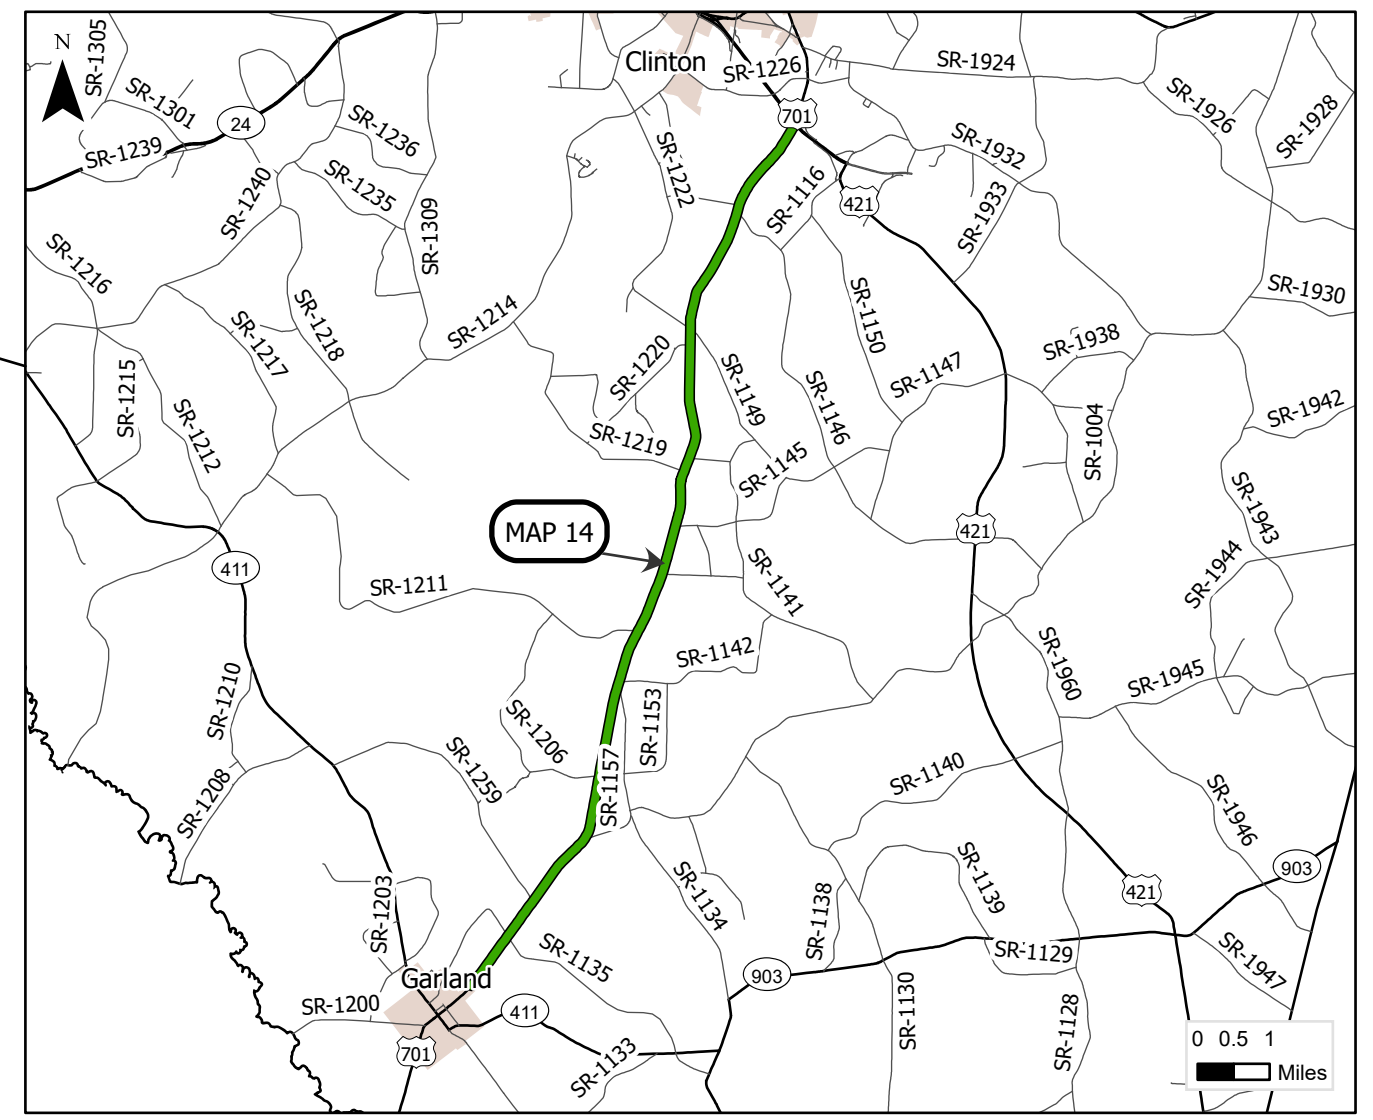 SR-1305
Clinton
SR-1226
SR-1924
N
SR-1301
24
SR-1236
701
SR-1926
SR-1928
SR-1239
SR-1932
SR-1222
SR-1235
SR-1240
SR-1116
421
SR-1933
SR-1309
SR-1216
SR-1930
SR-1214
SR-1218
SR-1217
SR-1150
SR-1938
SR-1220
SR-1147
SR-1149
SR-1215
SR-1146
SR-1942
SR-1212
SR-1219
SR-1004
SR-1145
SR-1943
MAP 14
421
411
SR-1944
SR-1211
SR-1141
SR-1142
SR-1960
SR-1945
SR-1210
SR-1153
SR-1206
SR-1259
SR-1157
SR-1140
SR-1208
SR-1946
903
SR-1134
SR-1139
421
SR-1203
SR-1138
SR-1135
SR-1129
SR-1947
Garland
903
SR-1200
411
SR-1130
SR-1128
701
SR-1133
0 0.5 1
Miles